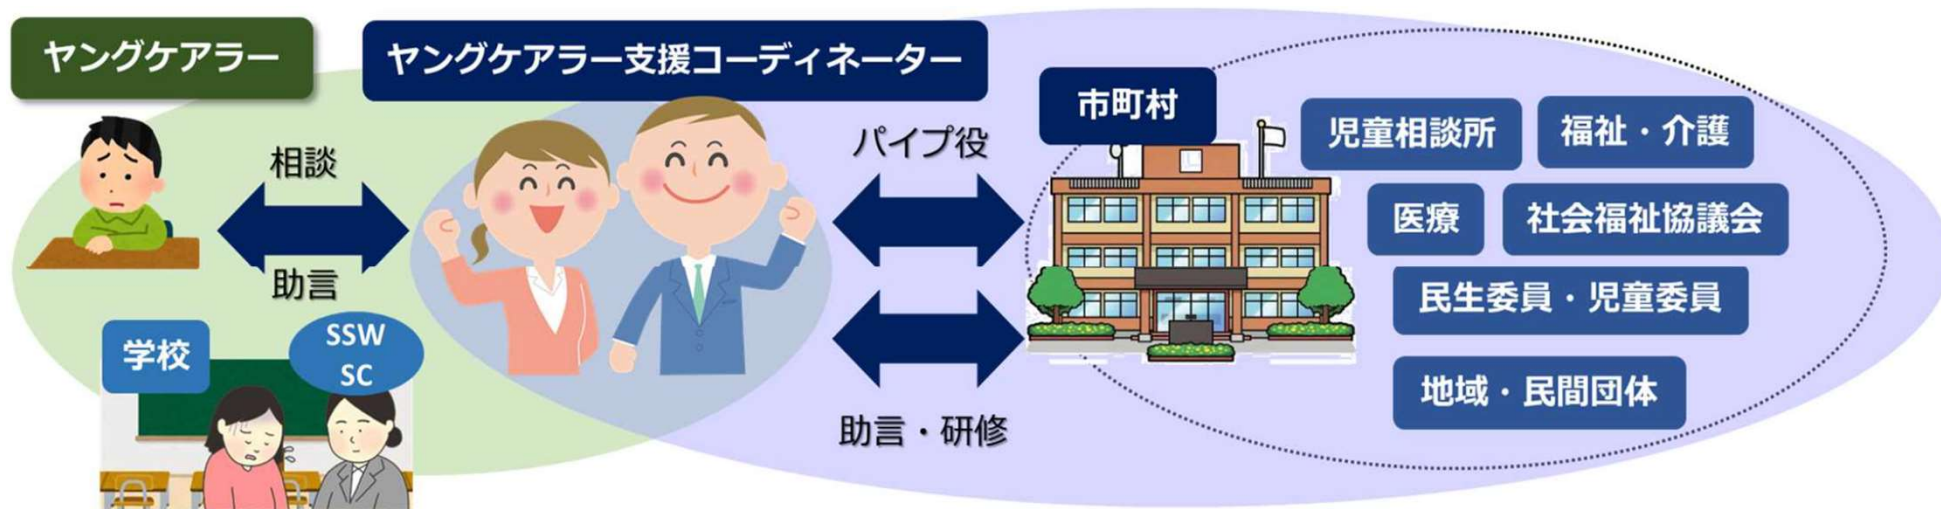 ヤングケアラー
ヤングケアラー支援コーディネーター
相談
助言
学校
SSW
SC
パイプ役
助言・研修
市町村
児童相談所
福祉・介護
医療
社会福祉協議会
民生委員・児童委員
地域・民間団体